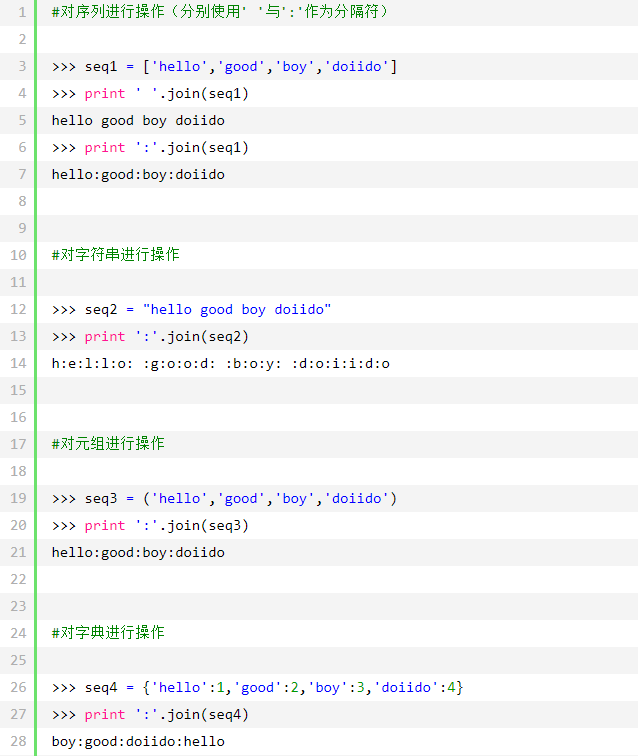 1 #对序列进行操作（分别使用' '与':'作为分隔符）
2
3 >>> seq1 = ['hello','good','boy','doiido']
4 >>> print ' '.join(seq1)
5 hello good boy doiido
6 >>> print ':'.join(seq1)
7 hello:good:boy:doiido
8
9
10 #对字符串进行操作
11
12 >>> seq2 = "hello good boy doiido"
13 >>> print ':'.join(seq2)
14 h:e:l:l:o: :g:o:o:d: :b:o:y: :d:o:i:i:d:o
15
16
17 #对元组进行操作
18
19 >>> seq3 = ('hello','good','boy','doiido')
20 >>> print ':'.join(seq3)
21 hello:good:boy:doiido
22
23
24 #对字典进行操作
25
26 >>> seq4 = {'hello':1,'good':2,'boy':3,'doiido':4}
27 >>> print ':'.join(seq4)
28 boy:good:doiido:hello